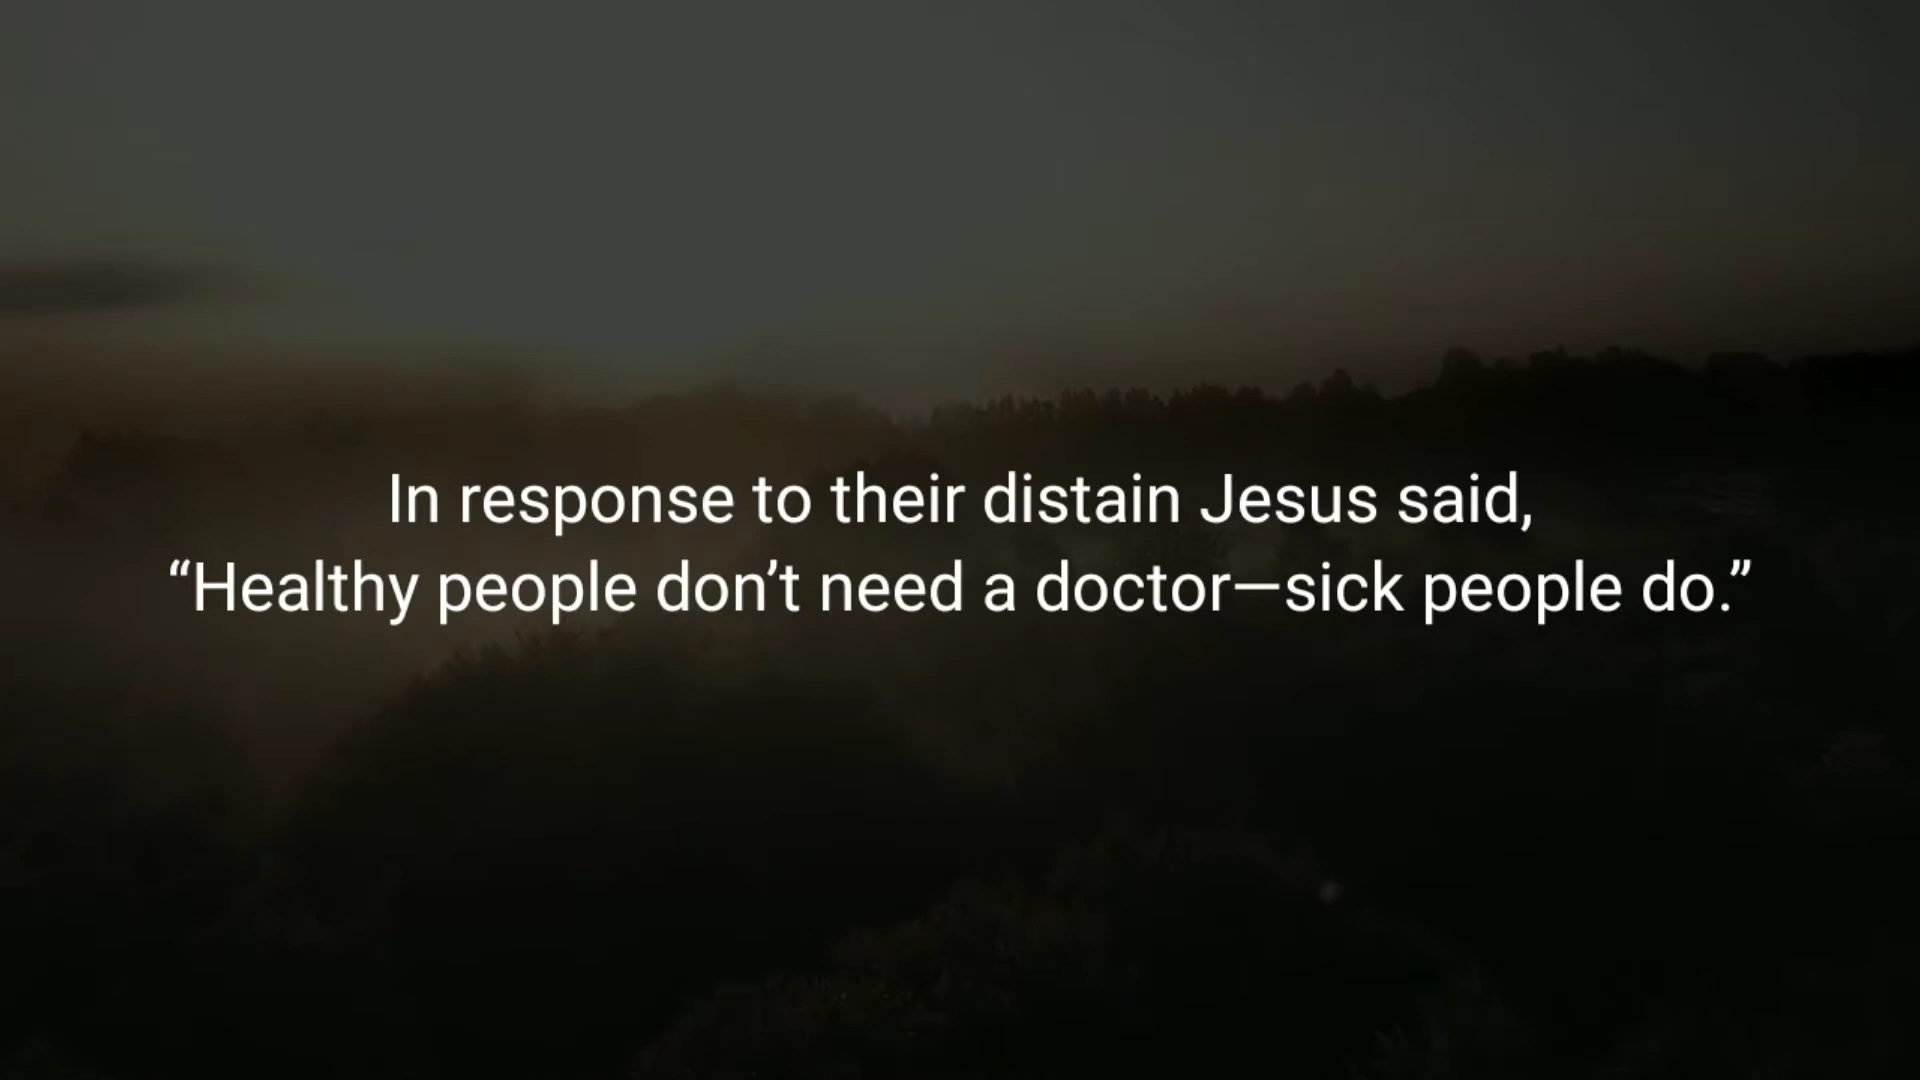 In response to their distain Jesus said,
“Healthy people don’t need a doctor—sick people do.”